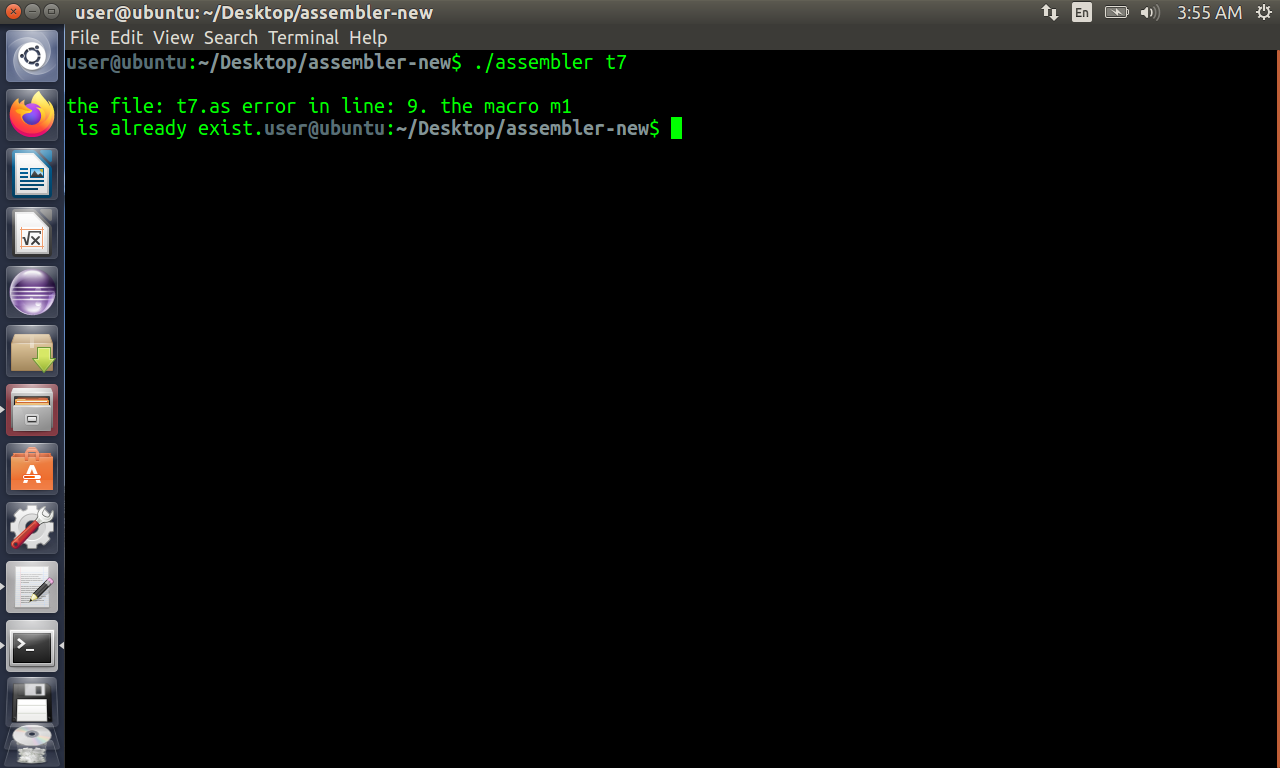 user@ubuntu: ~/Desktop/assembler-new
En
3:55 AM
File Edit View Search Terminal Help
user@ubuntu:~/Desktop/assembler-new$ ./assembler t7
the file: t7.as error in line: 9. the macro m1
 is already exist.user@ubuntu:~/Desktop/assembler-new$